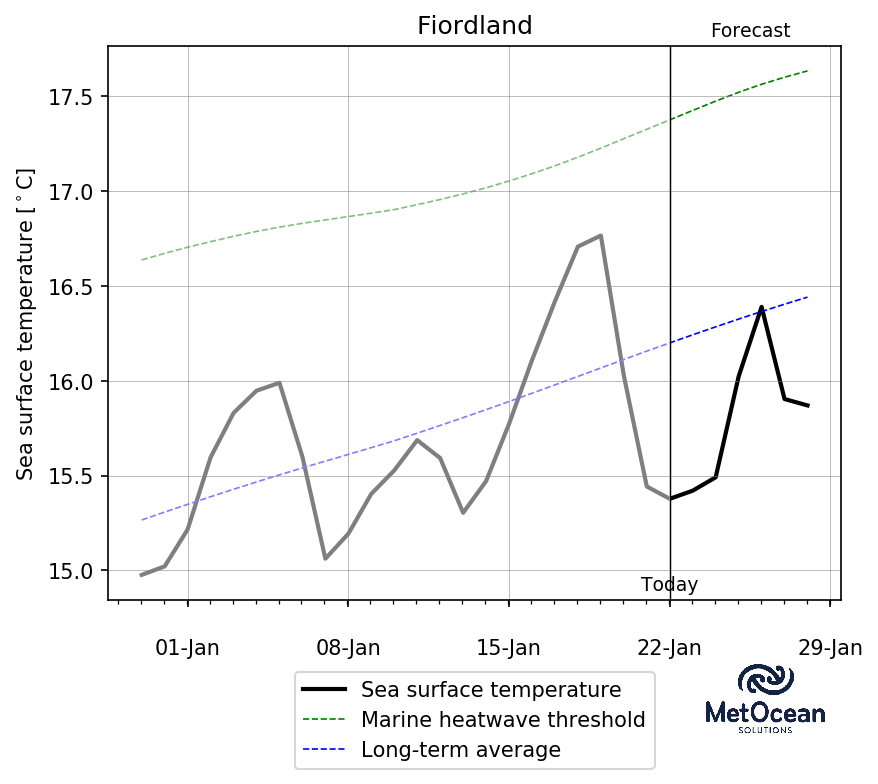 Fiordland
Forecast
Sea surface temperature [°C]
17.5
17.0
16.5
16.0
15.5
15.0
Today
01-Jan 08-Jan 15-Jan 22-Jan 29-Jan
Sea surface temperature
Marine heatwave threshold
Long-term average
MetOcean
SOLUTIONS